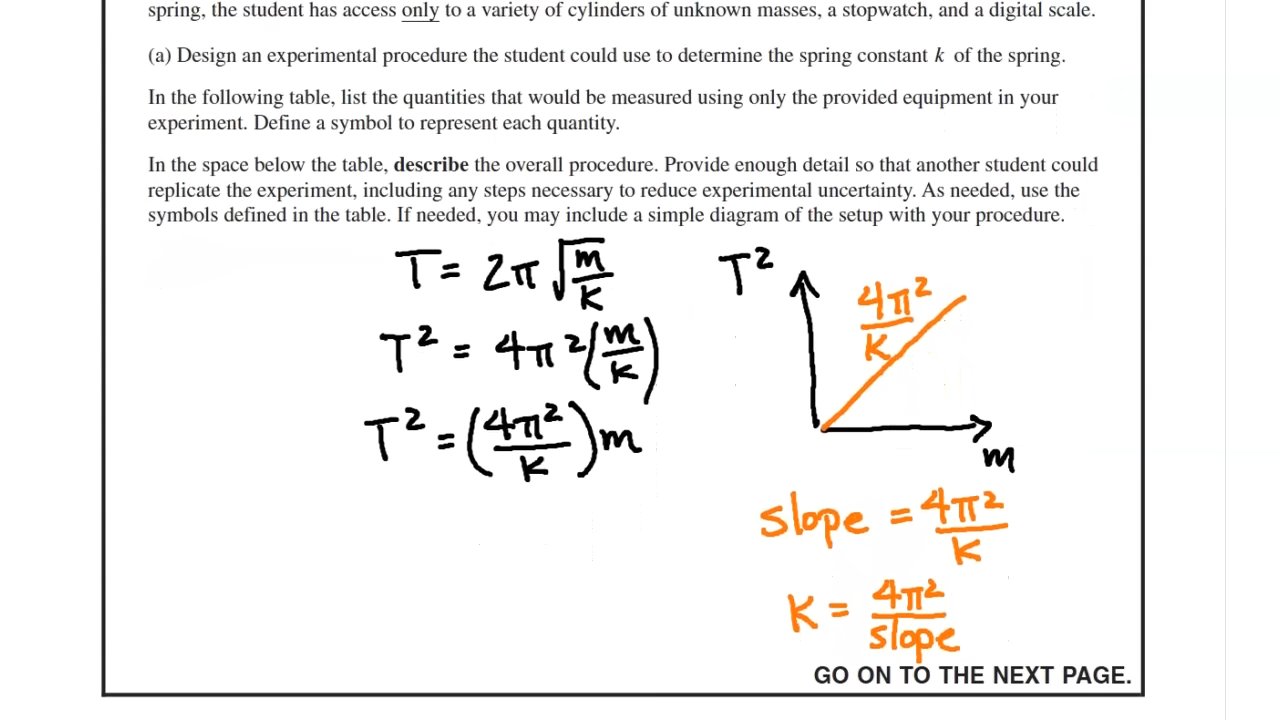 spring, the student has access only to a variety of cylinders of unknown masses, a stopwatch, and a digital scale.
(a) Design an experimental procedure the student could use to determine the spring constant k of the spring.
In the following table, list the quantities that would be measured using only the provided equipment in your
experiment. Define a symbol to represent each quantity.
In the space below the table, describe the overall procedure. Provide enough detail so that another student could
replicate the experiment, including any steps necessary to reduce experimental uncertainty. As needed, use the
symbols defined in the table. If needed, you may include a simple diagram of the setup with your procedure.
T = 2π √(m/k)
T² = 4π² (m/k)
T² = (4π²/k) m
T²
4π²/k
m
slope = 4π²/k
k = 4π²/slope
GO ON TO THE NEXT PAGE.